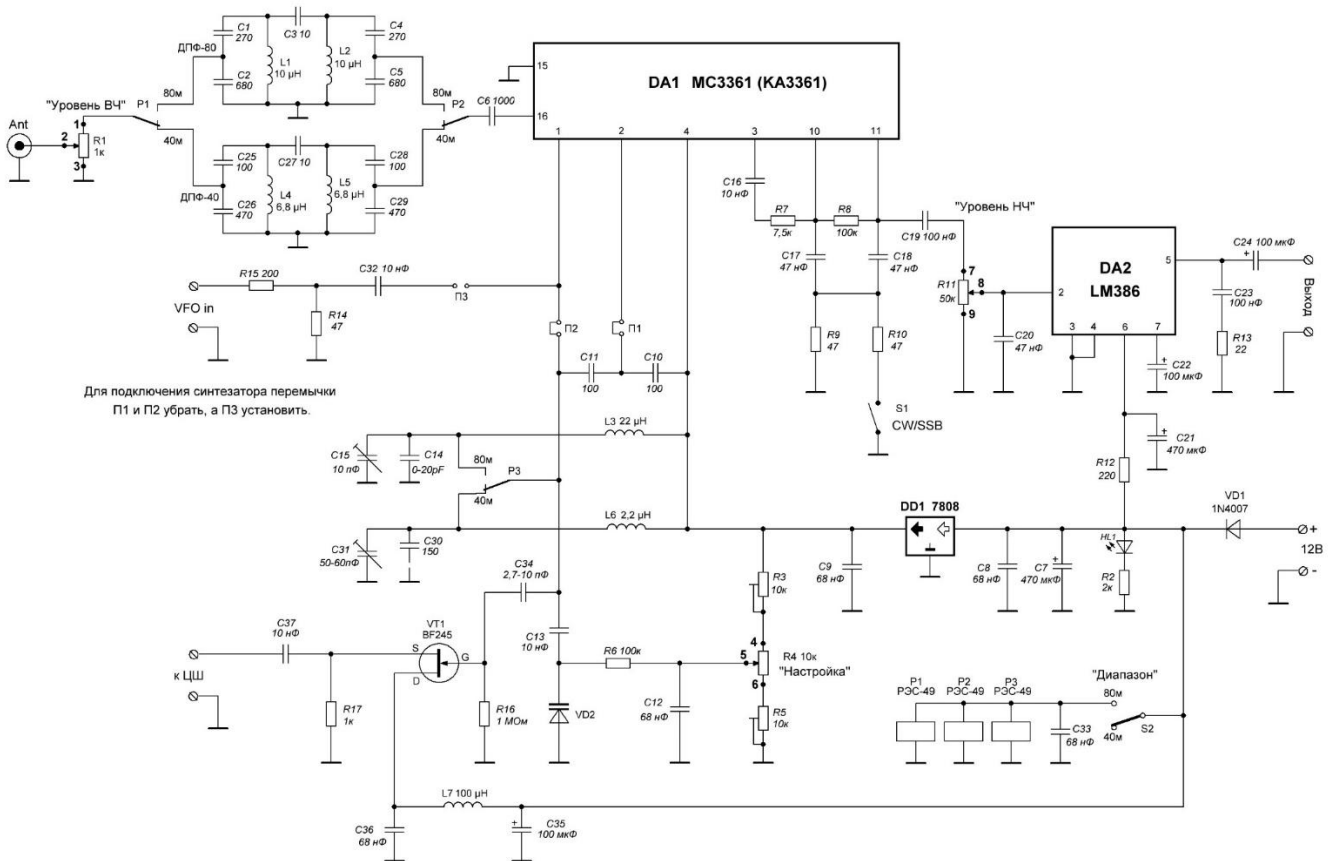 C1
270
C3 10
C4
270
ДПФ-80
L1
10 µH
L2
10 µH
C2
680
C5
680
80м
80м
"Уровень ВЧ"
P1
P2
C6 1000
Ant
1
2
3
R1
1к
40м
40м
C25
100
C27 10
C28
100
ДПФ-40
L4
6,8 µH
L5
6,8 µH
C26
470
C29
470
DA1 MC3361 (KA3361)
15
16
1
2
4
3
10
11
C16
10 нФ
R7
7,5к
R8
100к
C19 100 нФ
"Уровень НЧ"
C17
47 нФ
C18
47 нФ
7
8
9
R11
50к
R9
47
R10
47
C20
47 нФ
S1
CW/SSB
DA2
LM386
2
5
3
4
6
7
C24 100 мкФ
+
C23
100 нФ
R13
22
Выход
+
C22
100 мкФ
+
C21
470 мкФ
R12
220
R15 200
C32 10 нФ
П3
VFO in
R14
47
П2
П1
C11
100
C10
100
Для подключения синтезатора перемычки
П1 и П2 убрать, а П3 установить.
L3 22 µH
C15
10 пФ
C14
0-20pF
80м
P3
40м
L6 2,2 µH
C31
50-60пФ
C30
150
C34
2,7-10 пФ
DD1 7808
VD1
1N4007
+
12В
-
HL1
R2
2к
C9
68 нФ
C8
68 нФ
+
C7
470 мкФ
R3
10к
4
5
6
R4 10к
"Настройка"
R5
10к
C37
10 нФ
VT1
BF245
S
G
D
к ЦШ
R17
1к
R16
1 МОм
C13
10 нФ
R6 100к
VD2
C12
68 нФ
P1
РЭС-49
P2
РЭС-49
P3
РЭС-49
"Диапазон"
80м
40м
S2
C33
68 нФ
L7 100 µH
C36
68 нФ
+
C35
100 мкФ